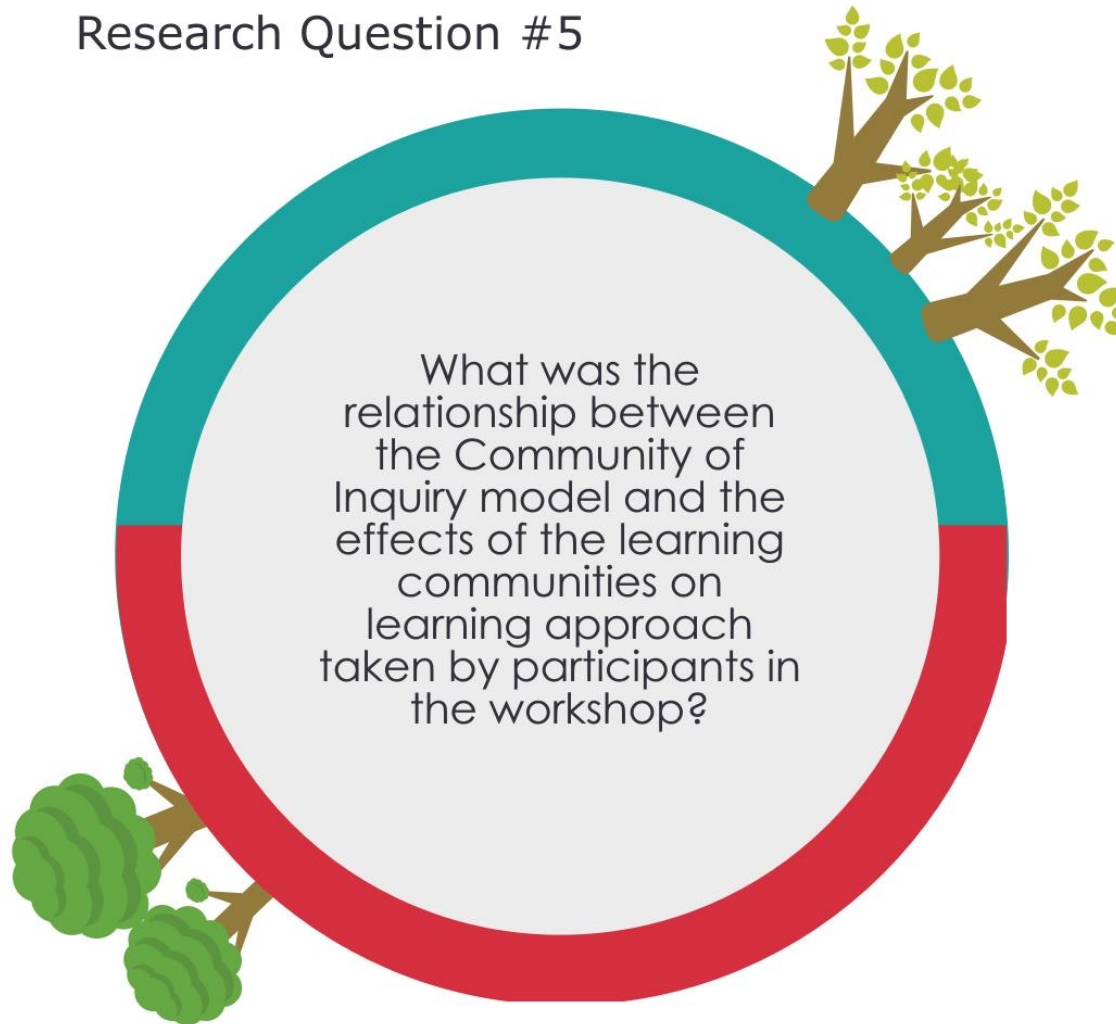 Research Question #5
What was the
relationship between
the Community of
Inquiry model and the
effects of the learning
communities on
learning approach
taken by participants in
the workshop?